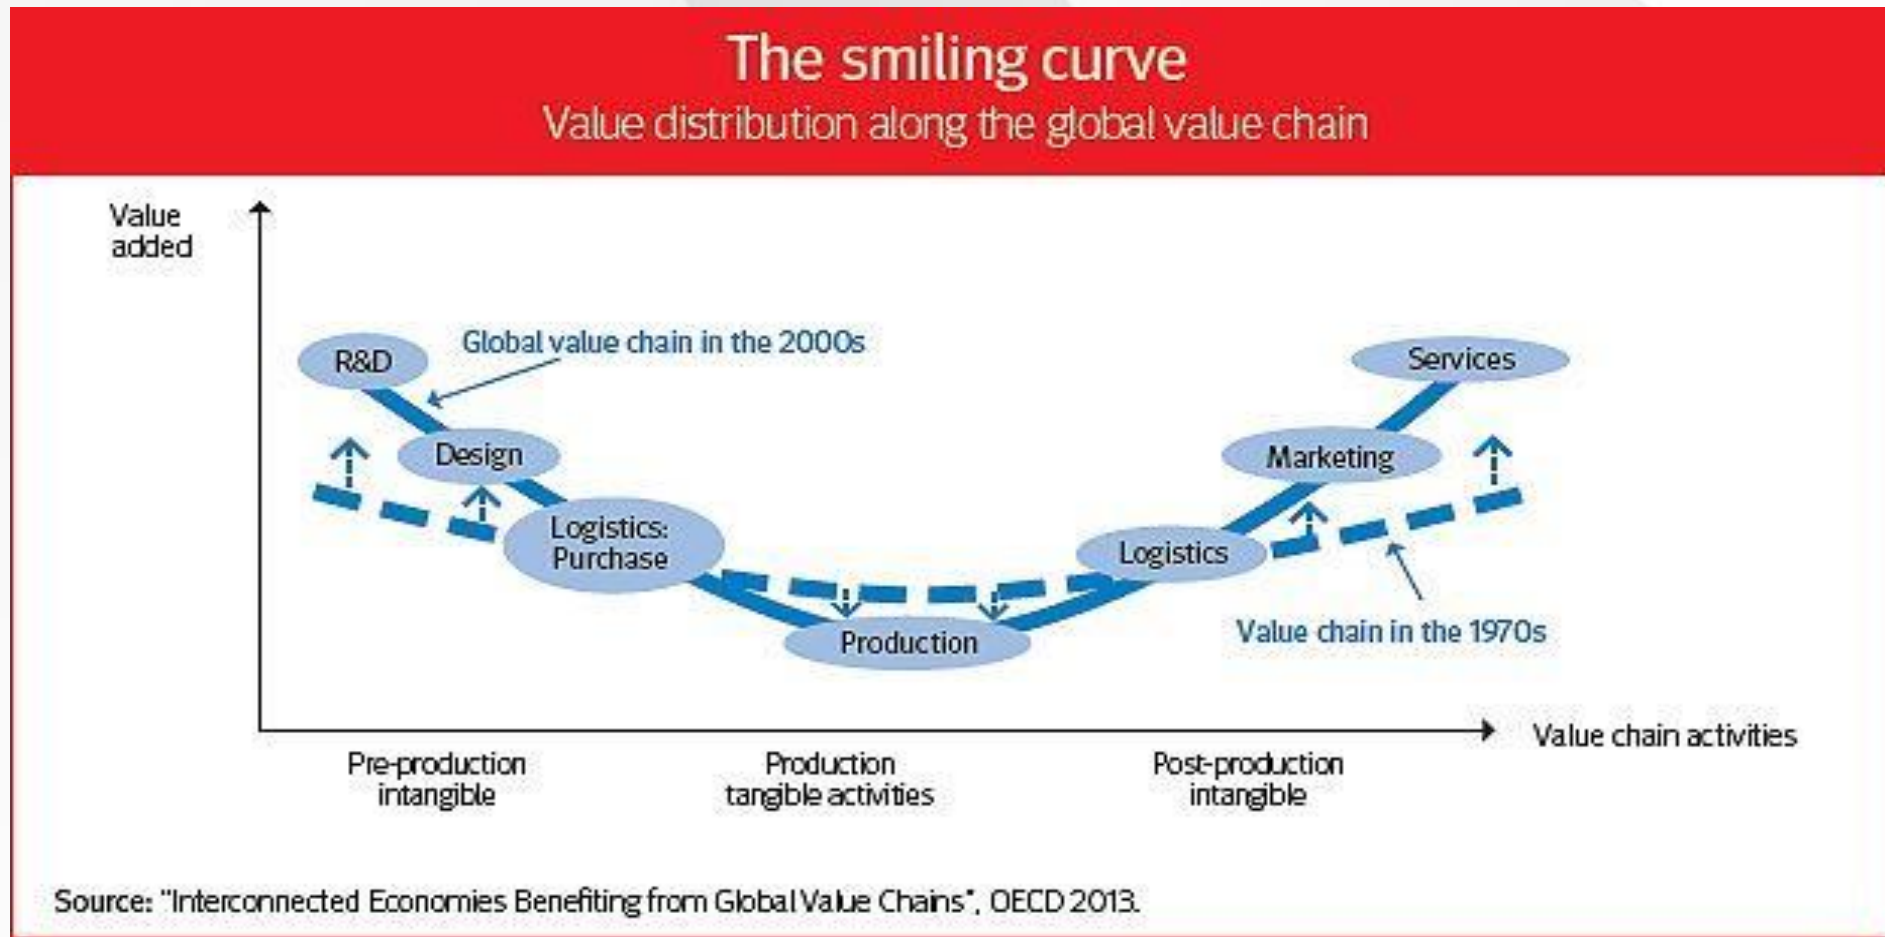 The smiling curve
Value distribution along the global value chain
Value
added
Global value chain in the 2000s
R&D
Services
Design
Marketing
Logistics:
Purchase
Logistics
Value chain in the 1970s
Production
Value chain activities
Pre-production
intangible
Production
tangible activities
Post-production
intangible
Source: "Interconnected Economies Benefiting from Global Value Chains", OECD 2013.